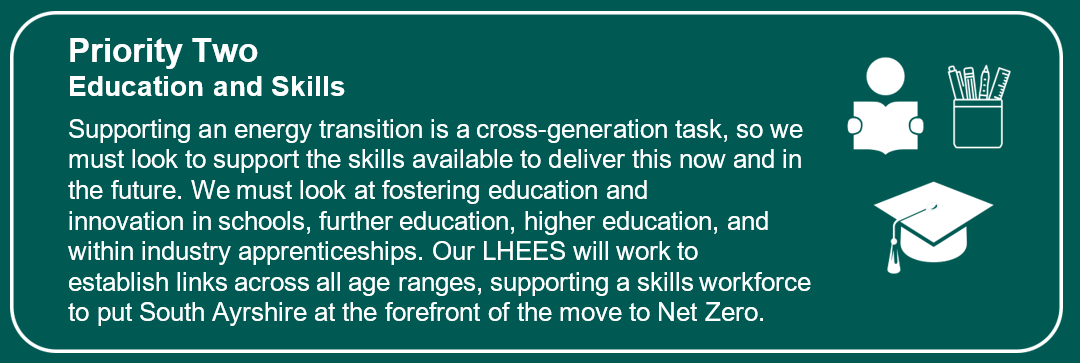 Priority Two
Education and Skills
Supporting an energy transition is a cross-generation task, so we
must look to support the skills available to deliver this now and in
the future. We must look at fostering education and
innovation in schools, further education, higher education, and
within industry apprenticeships. Our LHEES will work to
establish links across all age ranges, supporting a skills workforce
to put South Ayrshire at the forefront of the move to Net Zero.